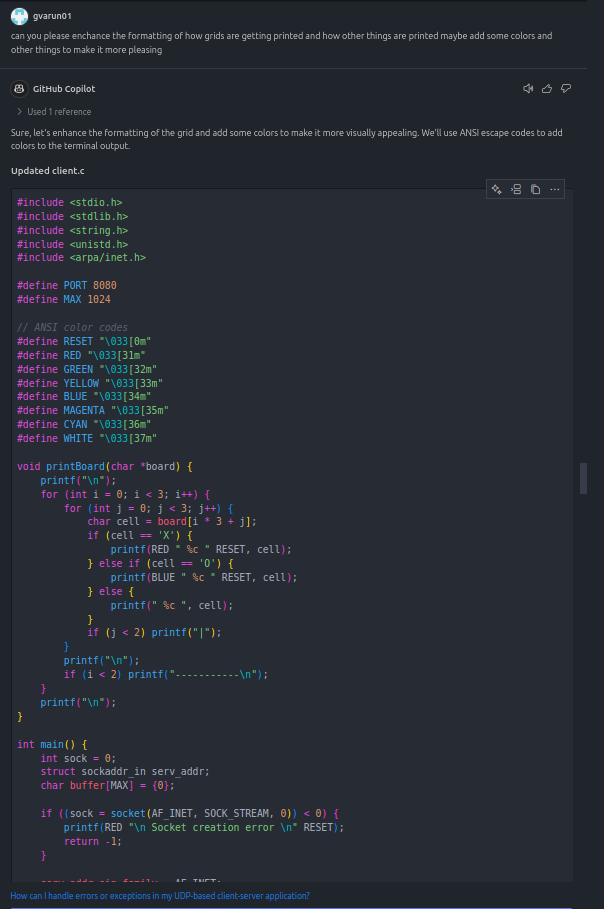 gvarun01
can you please enchance the formatting of how grids are getting printed and how other things are printed maybe add some colors and
other things to make it more pleasing
GitHub Copilot
Used 1 reference
Sure, let's enhance the formatting of the grid and add some colors to make it more visually appealing. We'll use ANSI escape codes to add
colors to the terminal output.
Updated client.c
#include <stdio.h>
#include <stdlib.h>
#include <string.h>
#include <unistd.h>
#include <arpa/inet.h>
#define PORT 8080
#define MAX 1024
// ANSI color codes
#define RESET "\033[0m"
#define RED "\033[31m"
#define GREEN "\033[32m"
#define YELLOW "\033[33m"
#define BLUE "\033[34m"
#define MAGENTA "\033[35m"
#define CYAN "\033[36m"
#define WHITE "\033[37m"
void printBoard(char *board) {
    printf("\n");
    for (int i = 0; i < 3; i++) {
        for (int j = 0; j < 3; j++) {
            char cell = board[i * 3 + j];
            if (cell == 'X') {
                printf(RED " %c " RESET, cell);
            } else if (cell == 'O') {
                printf(BLUE " %c " RESET, cell);
            } else {
                printf(" %c ", cell);
            }
            if (j < 2) printf("|");
        }
        printf("\n");
        if (i < 2) printf("-----------\n");
    }
    printf("\n");
}
int main() {
    int sock = 0;
    struct sockaddr_in serv_addr;
    char buffer[MAX] = {0};
    if ((sock = socket(AF_INET, SOCK_STREAM, 0)) < 0) {
        printf(RED "\n Socket creation error \n" RESET);
        return -1;
    }
How can I handle errors or exceptions in my UDP-based client-server application?